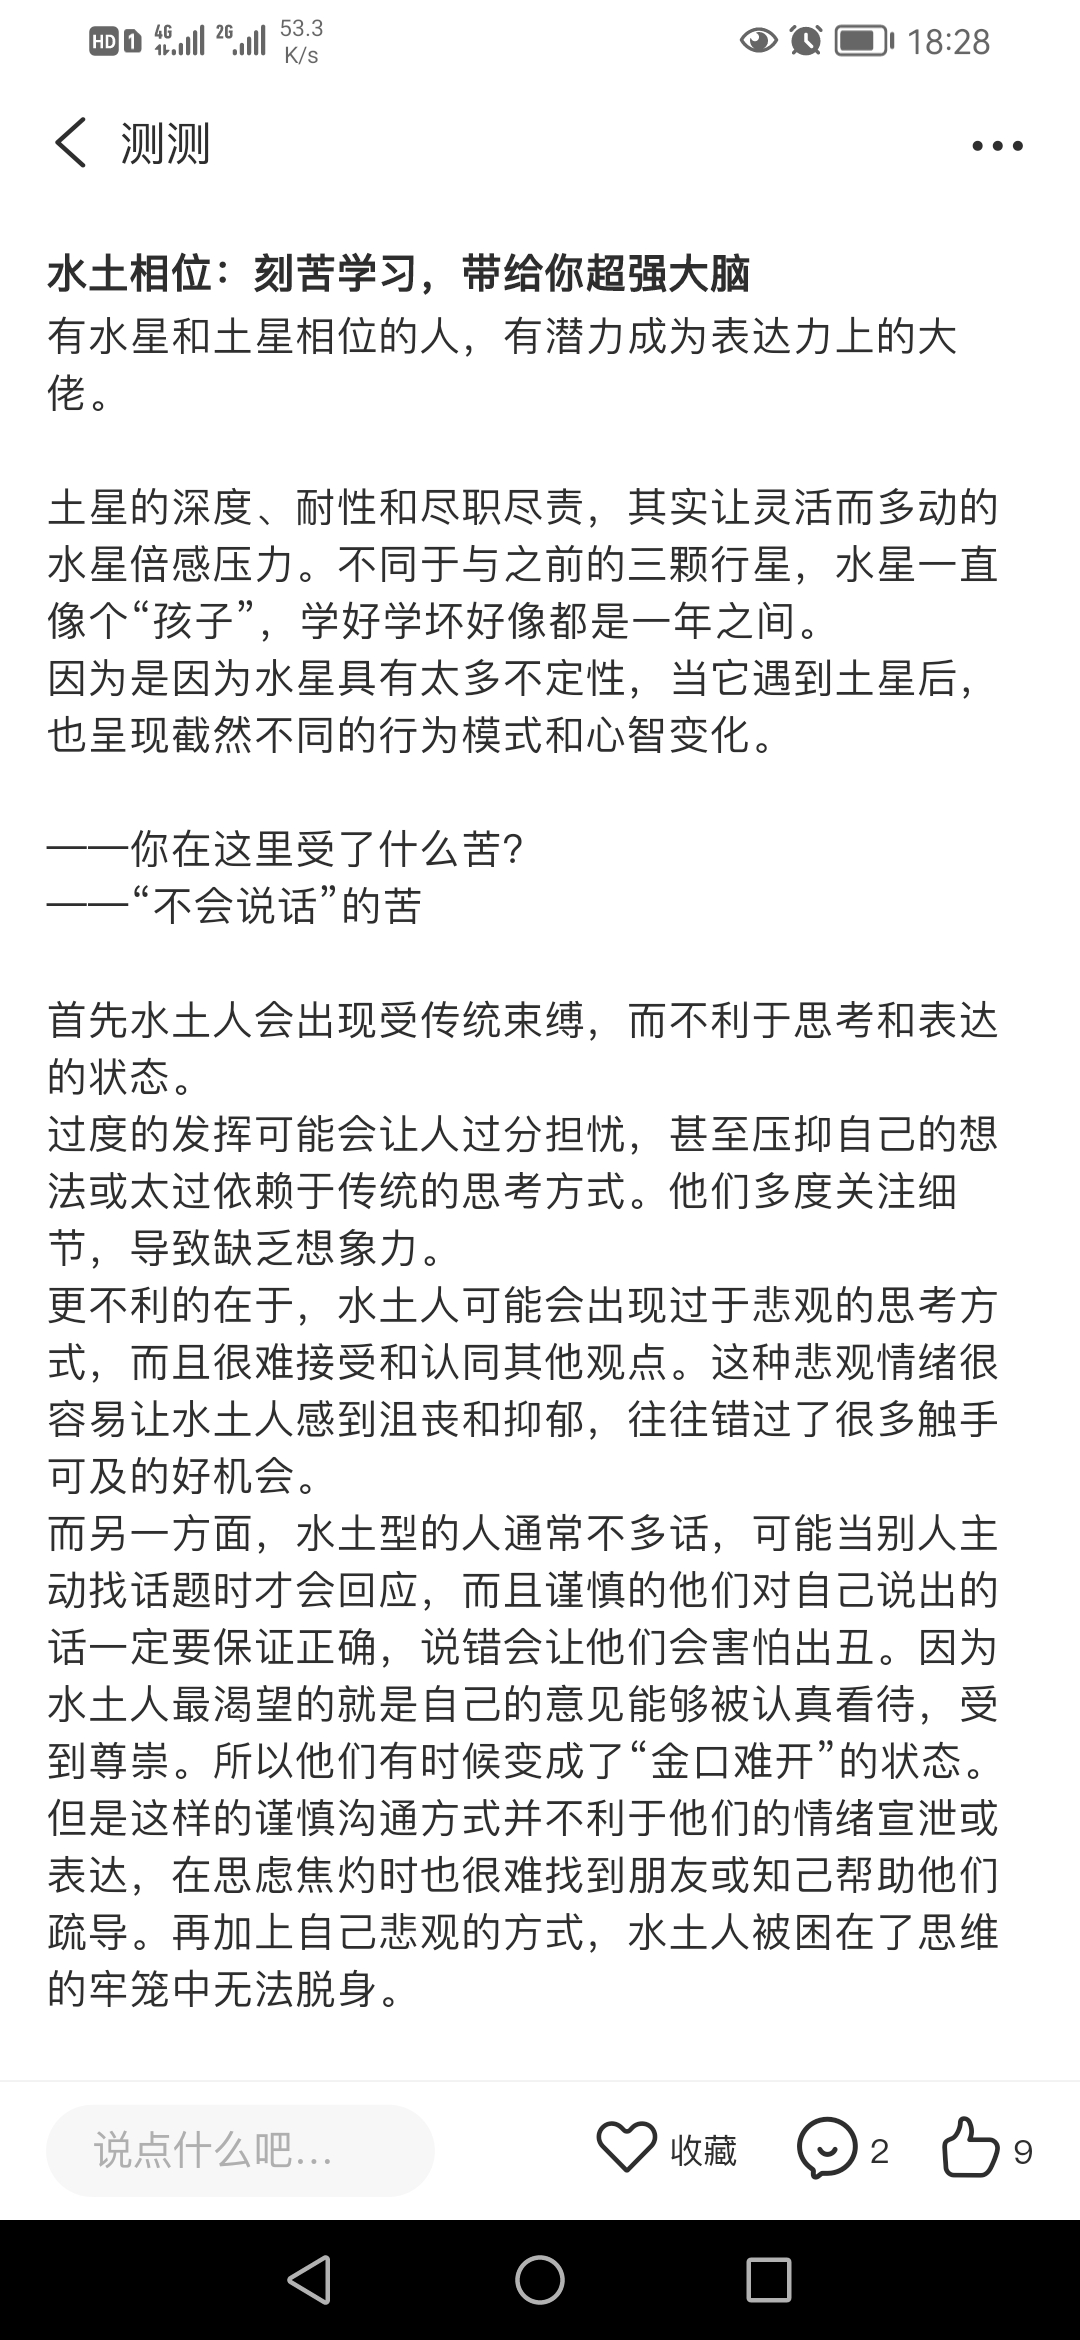 HD 1 4G 2G 53.3 K/s 18:28
测测
水土相位：刻苦学习，带给你超强大脑
有水星和土星相位的人，有潜力成为表达力上的大
佬。
土星的深度、耐性和尽职尽责，其实让灵活而多动的
水星倍感压力。不同于与之前的三颗行星，水星一直
像个“孩子”，学好学坏好像都是一年之间。
因为是因为水星具有太多不定性，当它遇到土星后，
也呈现截然不同的行为模式和心智变化。
——你在这里受了什么苦?
——“不会说话”的苦
首先水土人会出现受传统束缚，而不利于思考和表达
的状态。
过度的发挥可能会让人过分担忧，甚至压抑自己的想
法或太过依赖于传统的思考方式。他们多度关注细
节，导致缺乏想象力。
更不利的在于，水土人可能会出现过于悲观的思考方
式，而且很难接受和认同其他观点。这种悲观情绪很
容易让水土人感到沮丧和抑郁，往往错过了很多触手
可及的好机会。
而另一方面，水土型的人通常不多话，可能当别人主
动找话题时才会回应，而且谨慎的他们对自己说出的
话一定要保证正确，说错会让他们会害怕出丑。因为
水土人最渴望的就是自己的意见能够被认真看待，受
到尊崇。所以他们有时候变成了“金口难开”的状态。
但是这样的谨慎沟通方式并不利于他们的情绪宣泄或
表达，在思虑焦灼时也很难找到朋友或知己帮助他们
疏导。再加上自己悲观的方式，水土人被困在了思维
的牢笼中无法脱身。
说点什么吧... 收藏 2 9